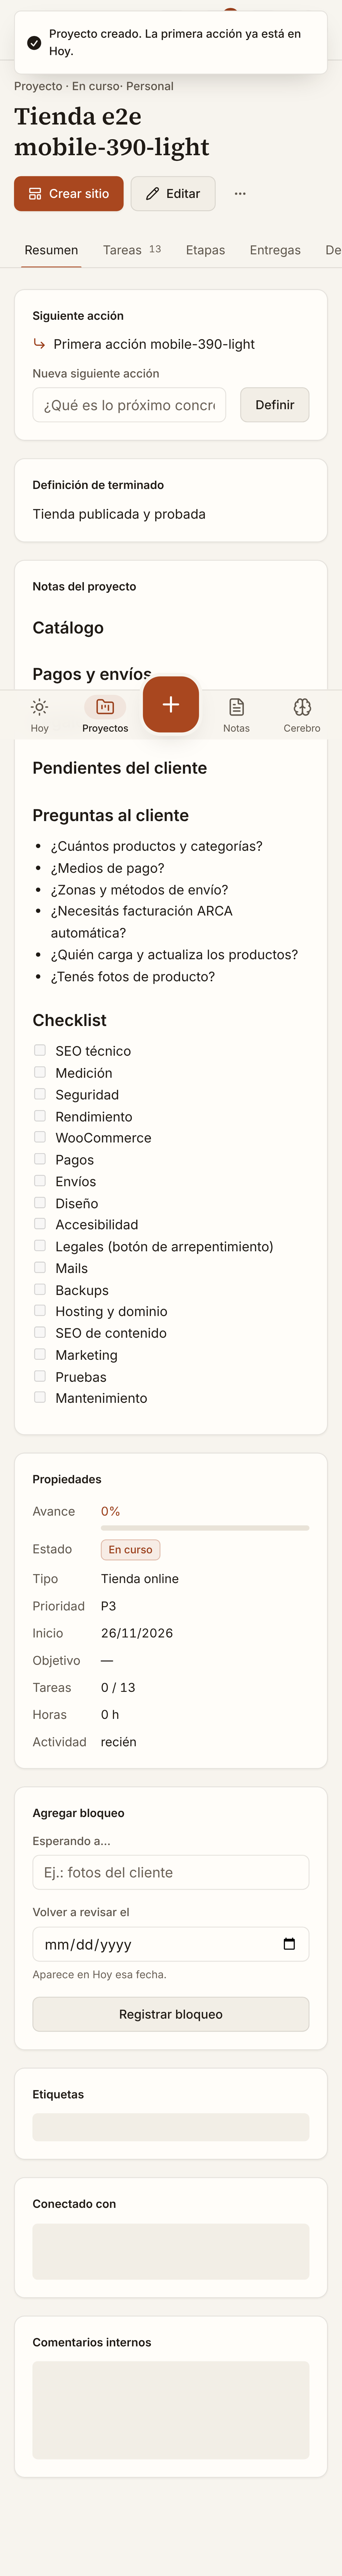 Proyecto creado. La primera acción ya está en
Hoy.
Proyecto · En curso· Personal
Tienda e2e
mobile-390-light
Crear sitio
Editar
Resumen
Tareas 13
Etapas
Entregas
De
Siguiente acción
Primera acción mobile-390-light
Nueva siguiente acción
¿Qué es lo próximo concre
Definir
Definición de terminado
Tienda publicada y probada
Notas del proyecto
Catálogo
Pagos y envíos
Hoy
Proyectos
Notas
Cerebro
Pendientes del cliente
Preguntas al cliente
• ¿Cuántos productos y categorías?
• ¿Medios de pago?
• ¿Zonas y métodos de envío?
• ¿Necesitás facturación ARCA
automática?
• ¿Quién carga y actualiza los productos?
• ¿Tenés fotos de producto?
Checklist
SEO técnico
Medición
Seguridad
Rendimiento
WooCommerce
Pagos
Envíos
Diseño
Accesibilidad
Legales (botón de arrepentimiento)
Mails
Backups
Hosting y dominio
SEO de contenido
Marketing
Pruebas
Mantenimiento
Propiedades
Avance 0%
Estado En curso
Tipo Tienda online
Prioridad P3
Inicio 26/11/2026
Objetivo —
Tareas 0 / 13
Horas 0 h
Actividad recién
Agregar bloqueo
Esperando a...
Ej.: fotos del cliente
Volver a revisar el
mm/dd/yyyy
Aparece en Hoy esa fecha.
Registrar bloqueo
Etiquetas
Conectado con
Comentarios internos